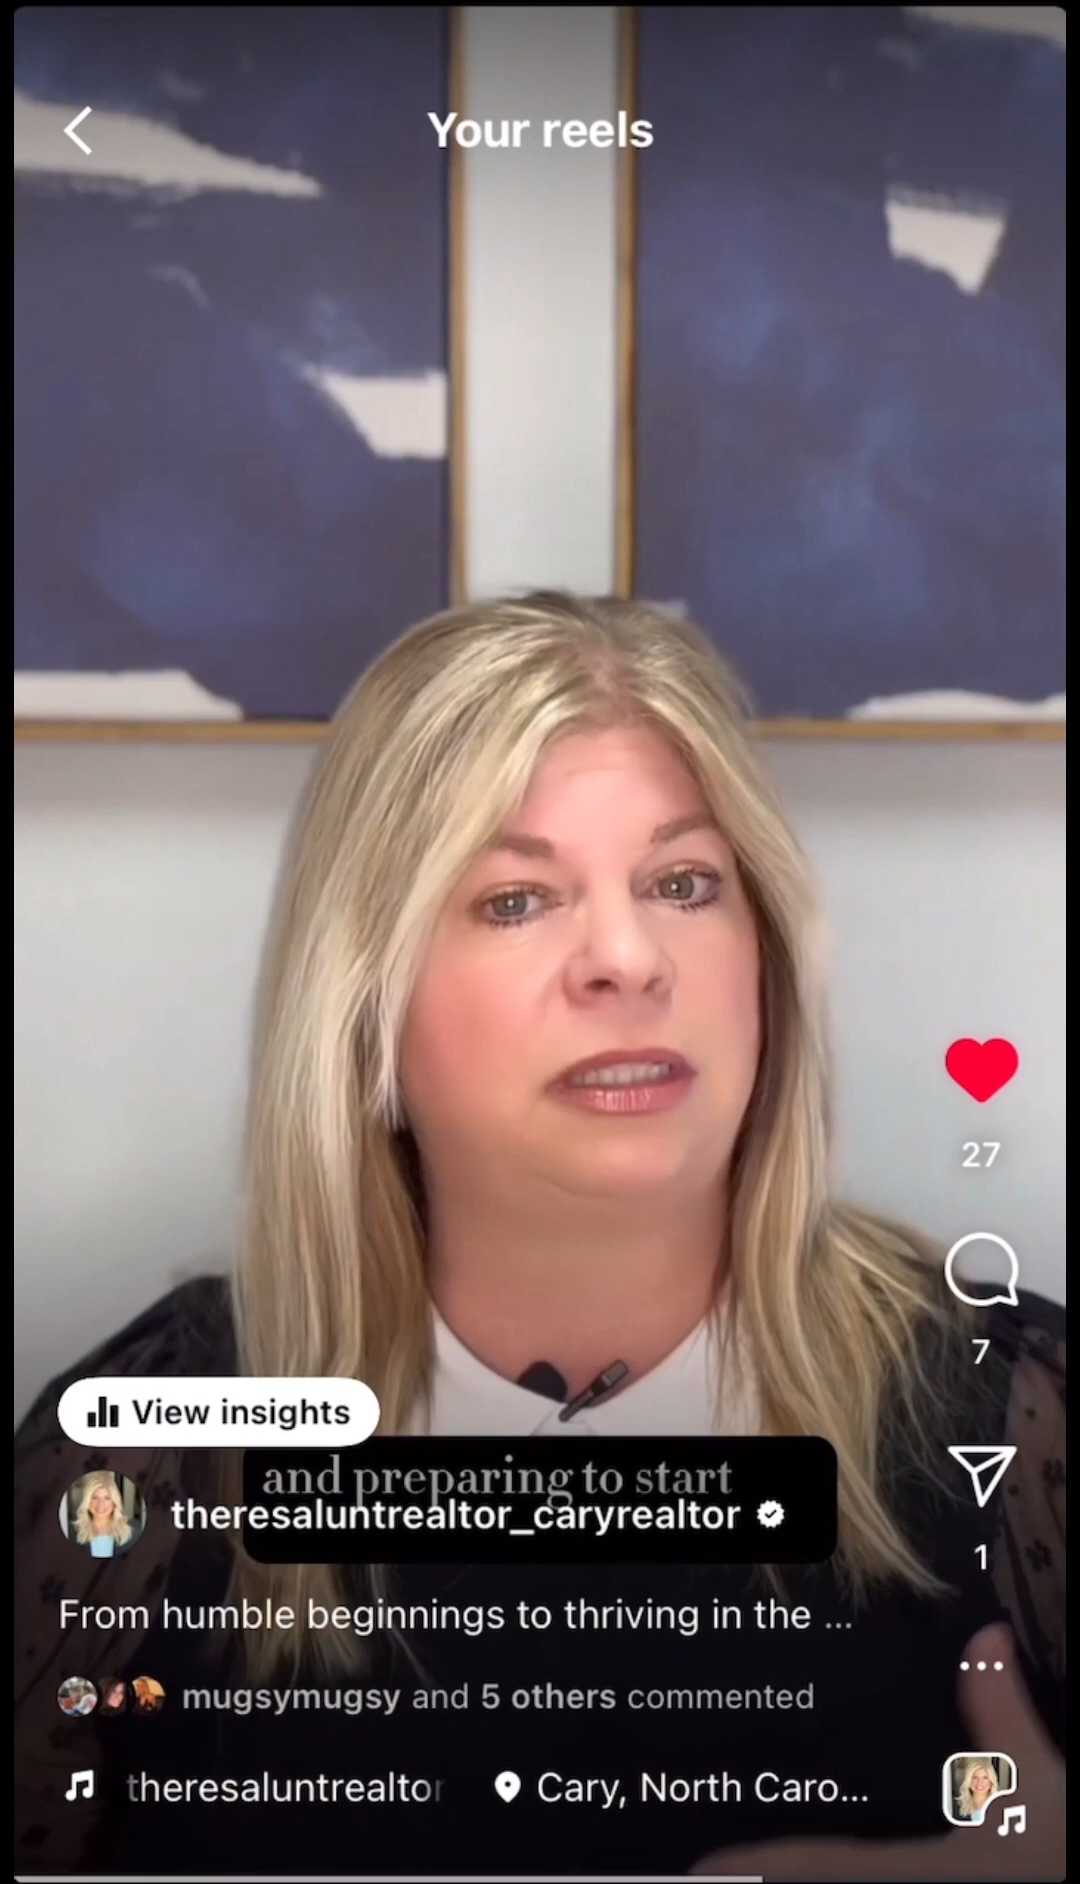 Your reels
27
7
View insights
and preparing to start
theresaluntrealtor_caryrealtor
1
From humble beginnings to thriving in the ...
mugsymugsy and 5 others commented
theresaluntrealtor Cary, North Caro...